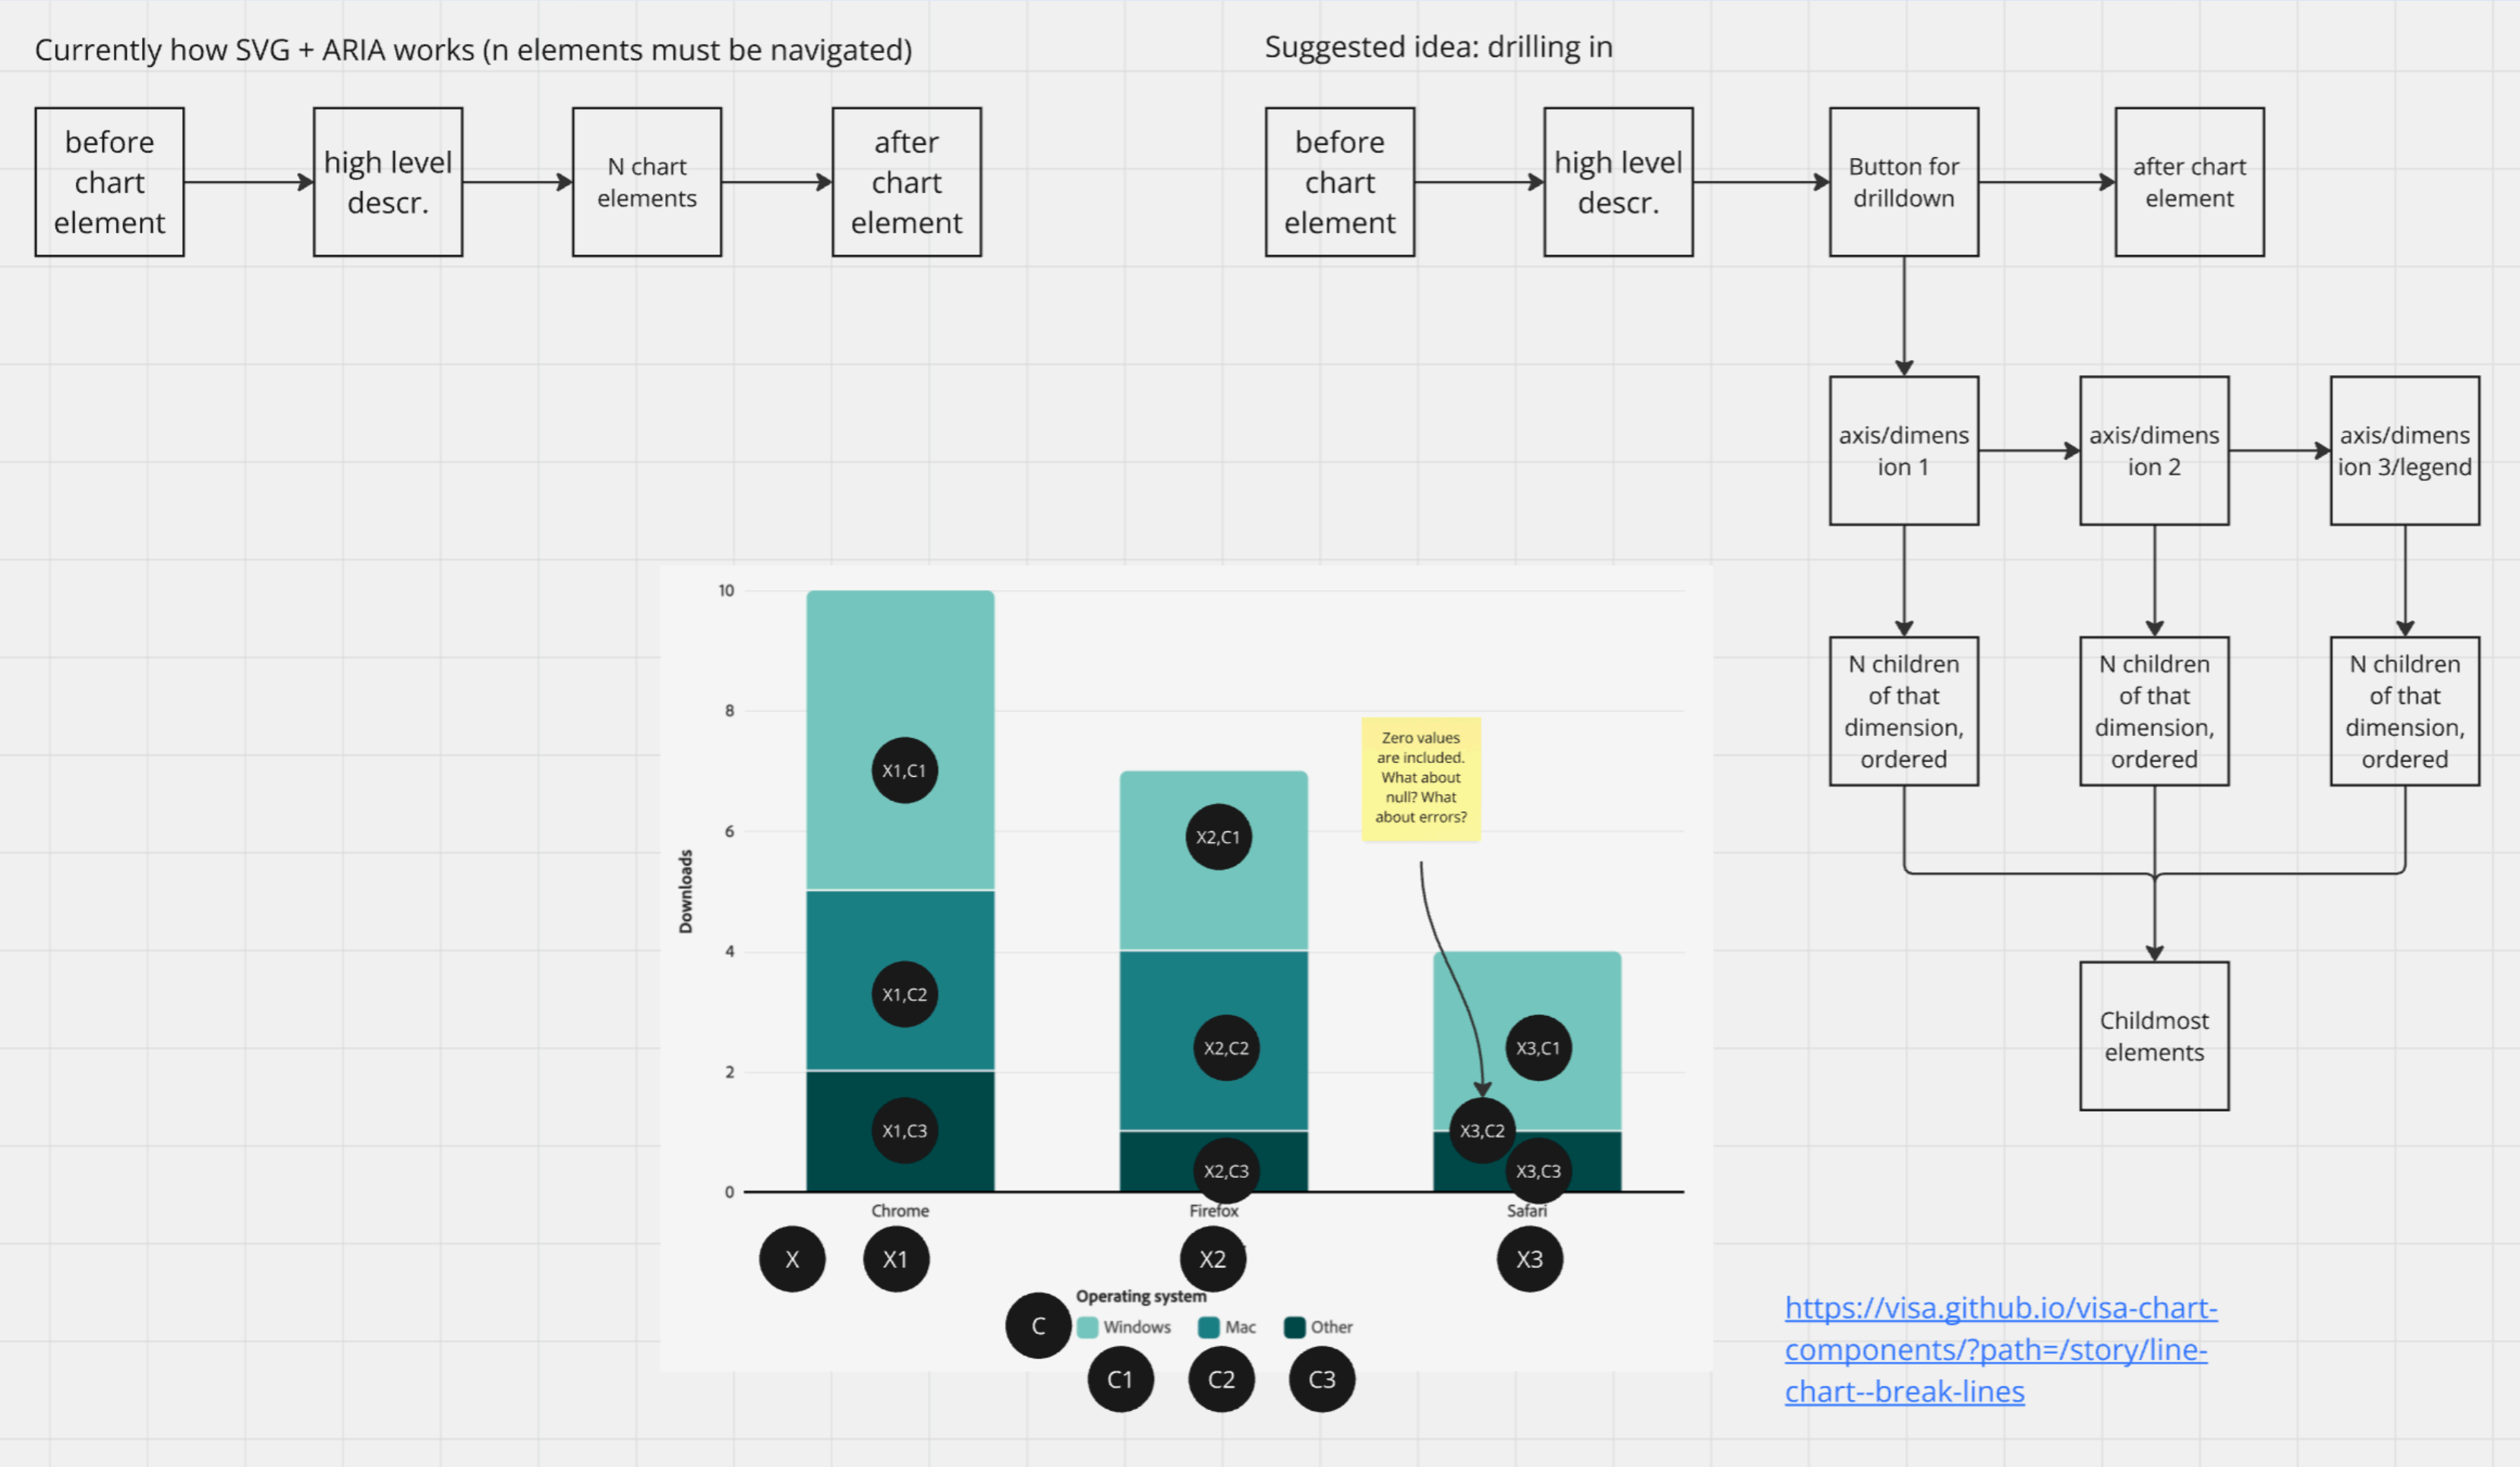 Currently how SVG + ARIA works (n elements must be navigated)
before
chart
element
high level
descr.
N chart
elements
after
chart
element
Suggested idea: drilling in
before
chart
element
high level
descr.
Button for
drilldown
after chart
element
axis/dimens
ion 1
axis/dimens
ion 2
axis/dimens
ion 3/legend
N children
of that
dimension,
ordered
N children
of that
dimension,
ordered
N children
of that
dimension,
ordered
Childmost
elements
10
8
6
4
2
0
Downloads
X1,C1
X1,C2
X1,C3
X2,C1
X2,C2
X2,C3
Zero values
are included.
What about
null? What
about errors?
X3,C1
X3,C2
X3,C3
Chrome
Firefox
Safari
X
X1
X2
X3
C
Operating system
Windows
Mac
Other
C1
C2
C3
https://visa.github.io/visa-chart-
components/?path=/story/line-
chart--break-lines